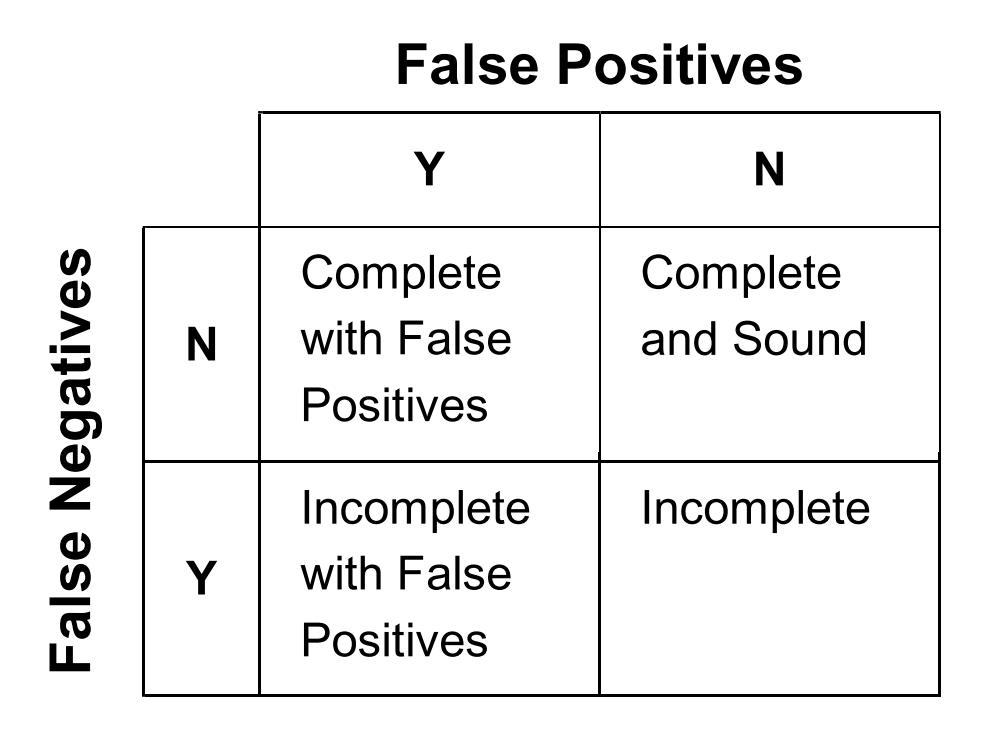 False Positives
Y
N
False Negatives
N
Complete
with False
Positives
Complete
and Sound
Y
Incomplete
with False
Positives
Incomplete